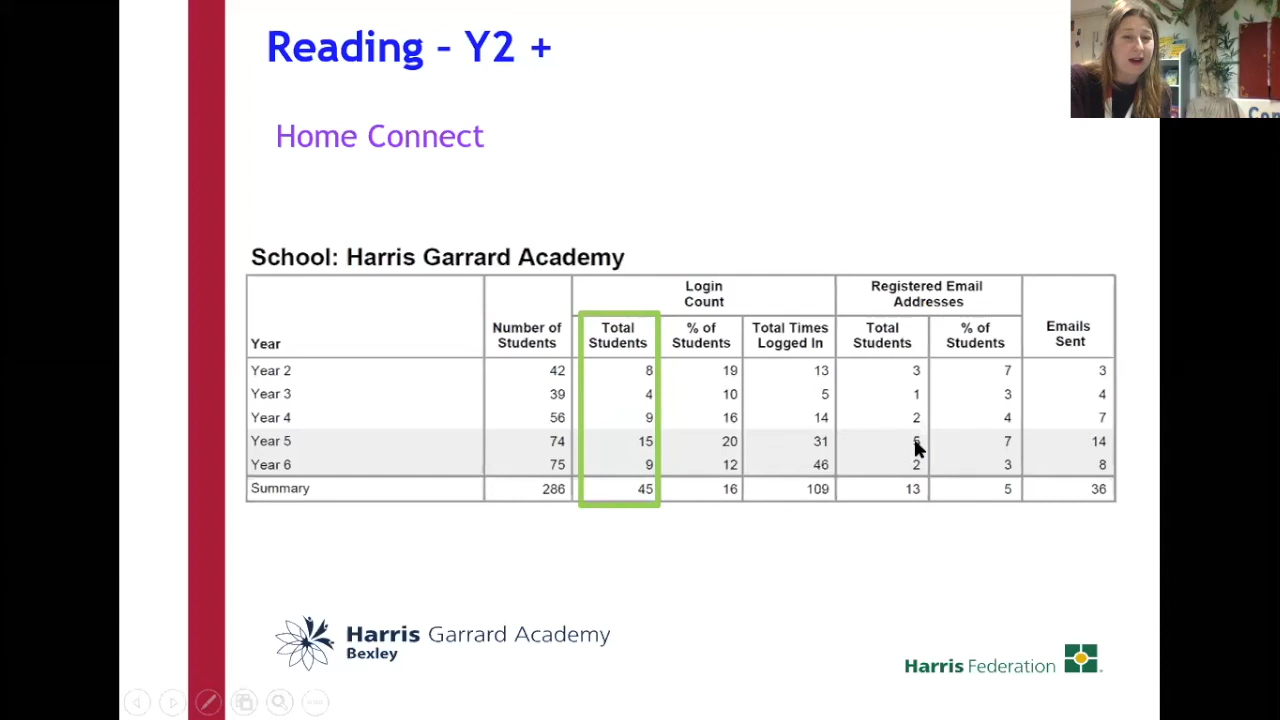 Reading – Y2 +
Home Connect
School: Harris Garrard Academy
Login Count
Registered Email Addresses
Year Number of Students Total Students % of Students Total Times Logged In Total Students % of Students Emails Sent
Year 2 42 8 19 13 3 7 3
Year 3 39 4 10 5 1 3 4
Year 4 56 9 16 14 2 4 7
Year 5 74 15 20 31 5 7 14
Year 6 75 9 12 46 2 3 8
Summary 286 45 16 109 13 5 36
Harris Garrard Academy
Bexley
Harris Federation